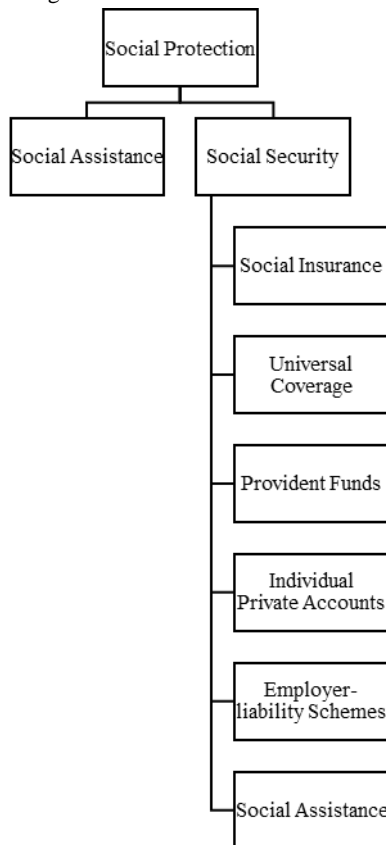 Social Protection
Social Assistance
Social Security
Social Insurance
Universal
Coverage
Provident Funds
Individual
Private Accounts
Employer-
liability Schemes
Social Assistance